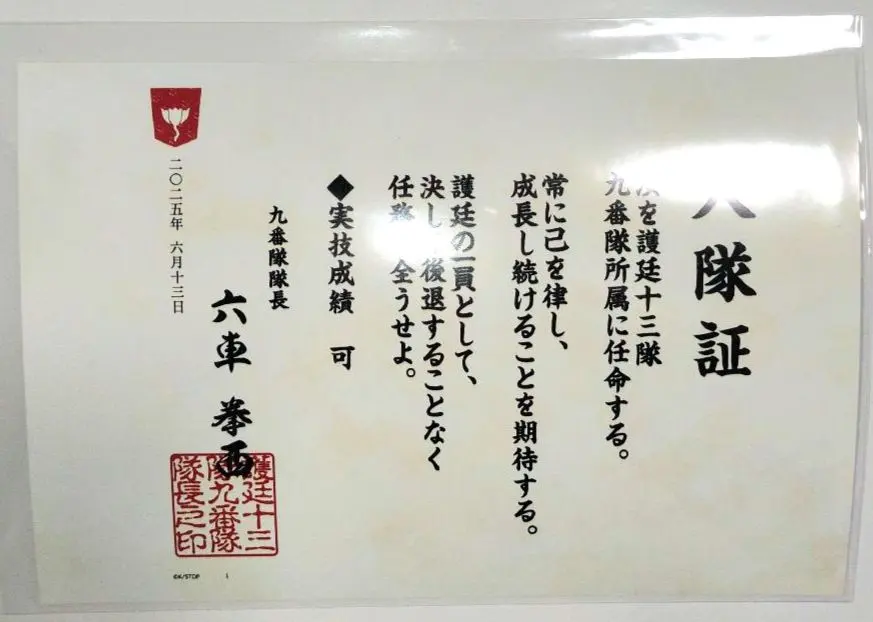 入隊証
汝を護廷十三隊
九番隊所属に任命する。
常に己を律し、
成長し続けることを期待する。
護廷の一員として、
決し後退することなく
任務全うせよ。
◆実技成績 可
九番隊隊長
六車 拳西
護廷十三
隊九番隊
隊長之印
二〇二五年 六月十三日
©K/STDP